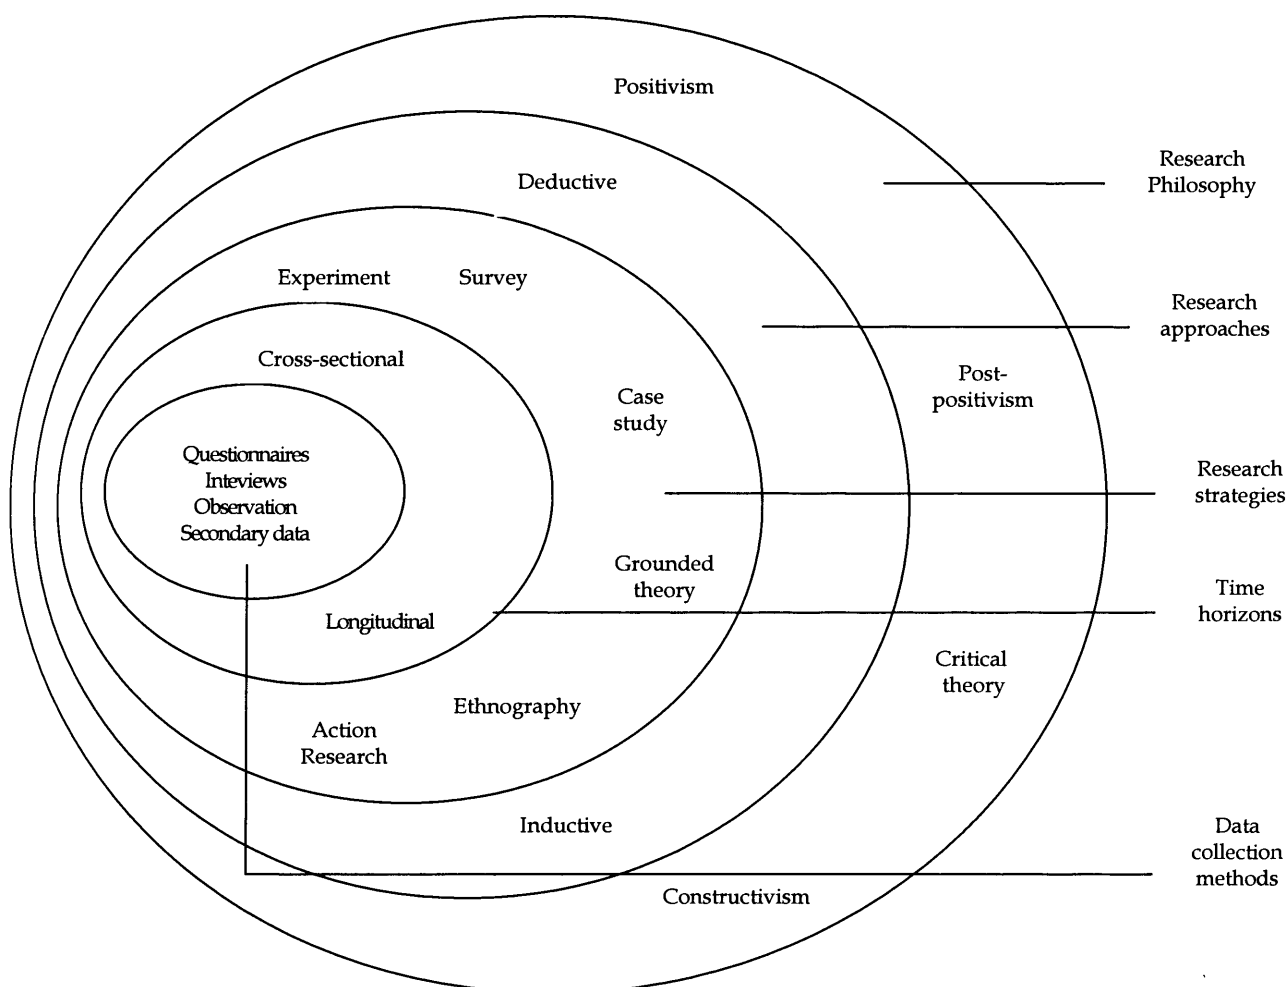 Positivism
Research
Philosophy
Deductive
Experiment
Survey
Research
approaches
Cross-sectional
Post-
positivism
Case
study
Questionnaires
Inteviews
Observation
Secondary data
Research
strategies
Grounded
theory
Time
horizons
Longitudinal
Critical
theory
Ethnography
Action
Research
Inductive
Data
collection
methods
Constructivism